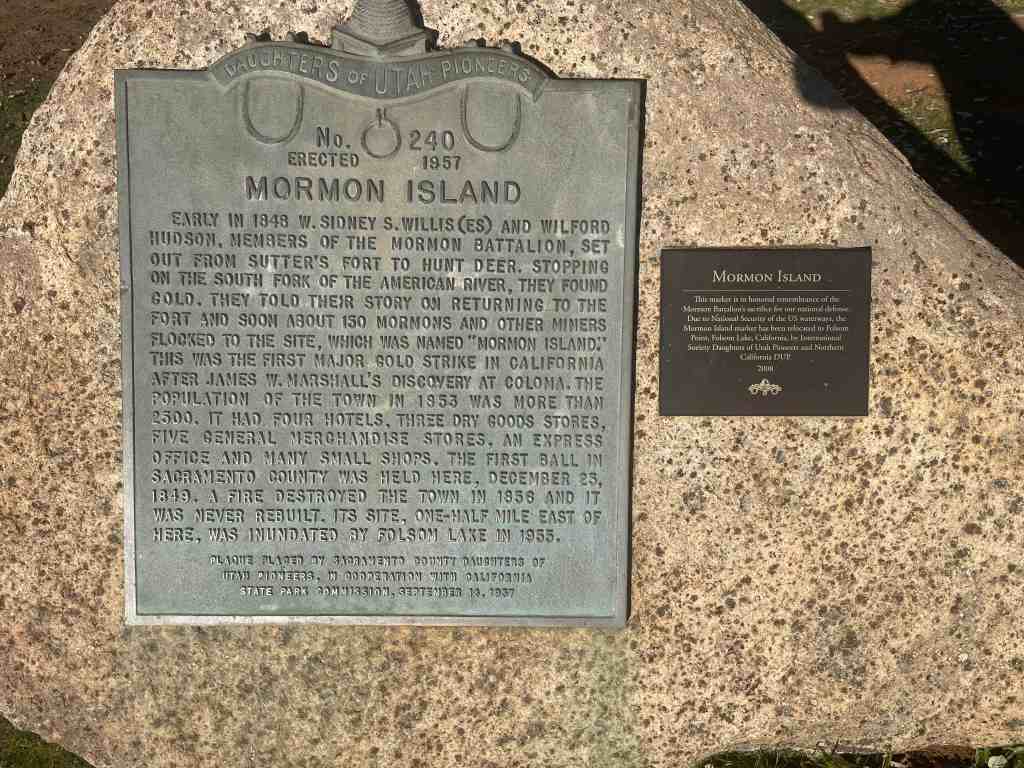 DAUGHTERS OF UTAH PIONEERS
No. 240
ERECTED 1957
MORMON ISLAND
EARLY IN 1848 W. SIDNEY S. WILLIS (ES) AND WILFORD
HUDSON, MEMBERS OF THE MORMON BATTALION, SET
OUT FROM SUTTER'S FORT TO HUNT DEER. STOPPING
ON THE SOUTH FORK OF THE AMERICAN RIVER, THEY FOUND
GOLD. THEY TOLD THEIR STORY ON RETURNING TO THE
FORT AND SOON ABOUT 150 MORMONS AND OTHER MINERS
FLOCKED TO THE SITE, WHICH WAS NAMED "MORMON ISLAND."
THIS WAS THE FIRST MAJOR GOLD STRIKE IN CALIFORNIA
AFTER JAMES W. MARSHALL'S DISCOVERY AT COLOMA. THE
POPULATION OF THE TOWN IN 1853 WAS MORE THAN
2500. IT HAD FOUR HOTELS, THREE DRY GOODS STORES,
FIVE GENERAL MERCHANDISE STORES, AN EXPRESS
OFFICE AND MANY SMALL SHOPS. THE FIRST BALL IN
SACRAMENTO COUNTY WAS HELD HERE, DECEMBER 25,
1849. A FIRE DESTROYED THE TOWN IN 1856 AND IT
WAS NEVER REBUILT. ITS SITE, ONE-HALF MILE EAST OF
HERE, WAS INUNDATED BY FOLSOM LAKE IN 1955.
PLAQUE PLACED BY SACRAMENTO COUNTY DAUGHTERS OF
UTAH PIONEERS, IN COOPERATION WITH CALIFORNIA
STATE PARK COMMISSION, SEPTEMBER 14, 1957
MORMON ISLAND
This marker is in honored remembrance of the
Mormon Battalion's sacrifice for our national defense.
Due to National Security of the US waterways, the
Mormon Island marker has been relocated to Folsom
Point, Folsom Lake, California, by International
Society Daughters of Utah Pioneers and Northern
California DUP.
2008